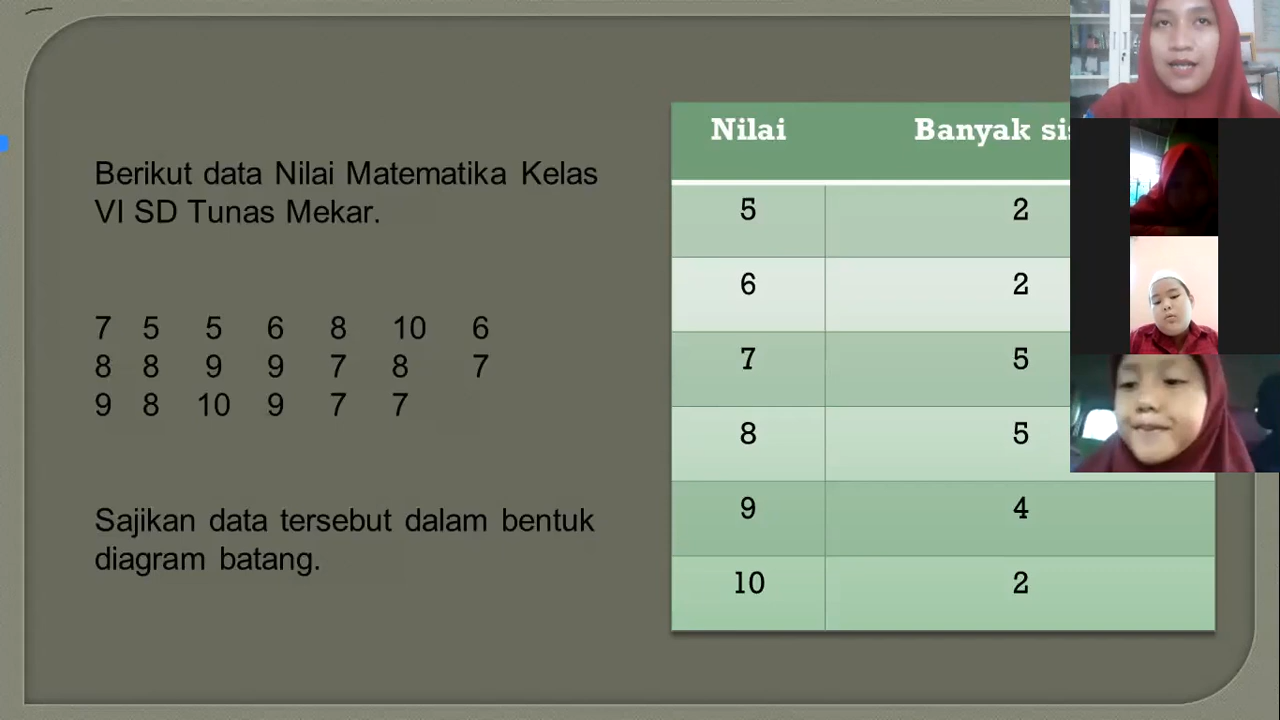 Berikut data Nilai Matematika Kelas
VI SD Tunas Mekar.
7 5 5 6 8 10 6
8 8 9 9 7 8 7
9 8 10 9 7 7
Sajikan data tersebut dalam bentuk
diagram batang.
Nilai Banyak
5 2
6 2
7 5
8 5
9 4
10 2